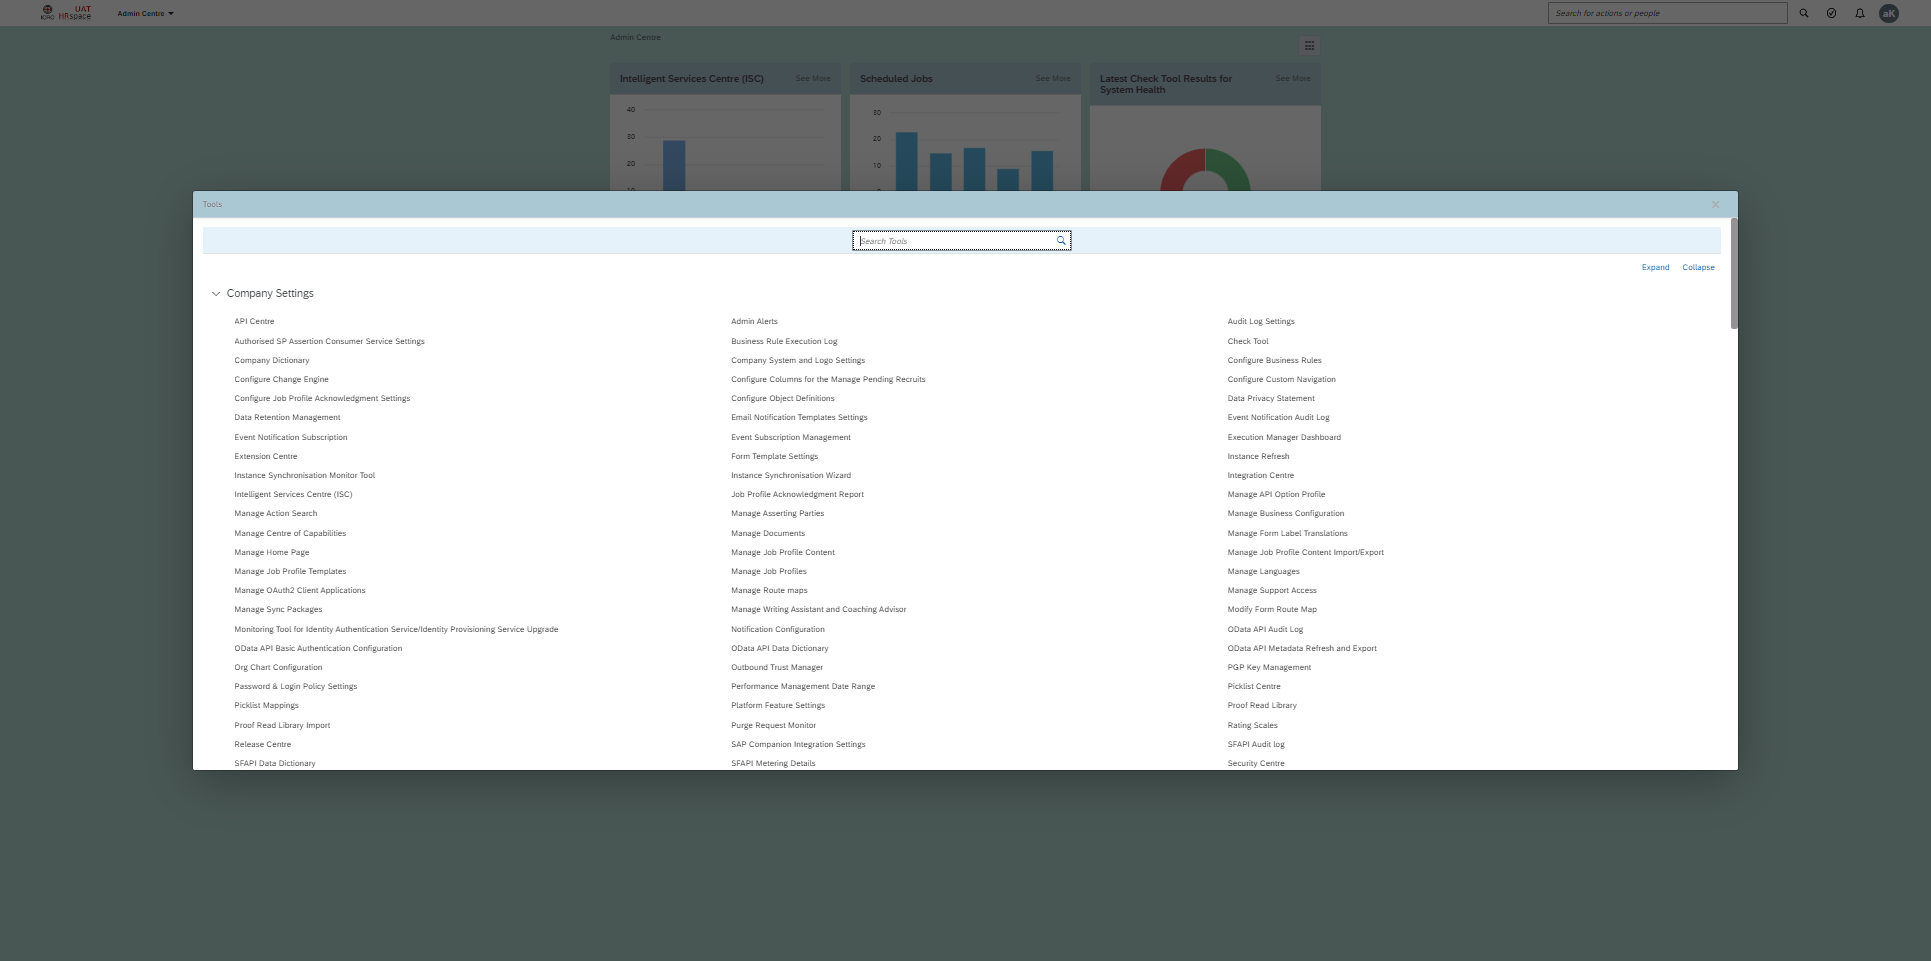 UAT
ICRC HRspace
Admin Centre
Search for actions or people
aK
Admin Centre
Intelligent Services Centre (ISC) See More
40
30
20
10
Scheduled Jobs See More
30
20
10
Latest Check Tool Results for System Health See More
Tools
Search Tools
Expand Collapse
Company Settings
API Centre Admin Alerts Audit Log Settings
Authorised SP Assertion Consumer Service Settings Business Rule Execution Log Check Tool
Company Dictionary Company System and Logo Settings Configure Business Rules
Configure Change Engine Configure Columns for the Manage Pending Recruits Configure Custom Navigation
Configure Job Profile Acknowledgment Settings Configure Object Definitions Data Privacy Statement
Data Retention Management Email Notification Templates Settings Event Notification Audit Log
Event Notification Subscription Event Subscription Management Execution Manager Dashboard
Extension Centre Form Template Settings Instance Refresh
Instance Synchronisation Monitor Tool Instance Synchronisation Wizard Integration Centre
Intelligent Services Centre (ISC) Job Profile Acknowledgment Report Manage API Option Profile
Manage Action Search Manage Asserting Parties Manage Business Configuration
Manage Centre of Capabilities Manage Documents Manage Form Label Translations
Manage Home Page Manage Job Profile Content Manage Job Profile Content Import/Export
Manage Job Profile Templates Manage Job Profiles Manage Languages
Manage OAuth2 Client Applications Manage Route maps Manage Support Access
Manage Sync Packages Manage Writing Assistant and Coaching Advisor Modify Form Route Map
Monitoring Tool for Identity Authentication Service/Identity Provisioning Service Upgrade Notification Configuration OData API Audit Log
OData API Basic Authentication Configuration OData API Data Dictionary OData API Metadata Refresh and Export
Org Chart Configuration Outbound Trust Manager PGP Key Management
Password & Login Policy Settings Performance Management Date Range Picklist Centre
Picklist Mappings Platform Feature Settings Proof Read Library
Proof Read Library Import Purge Request Monitor Rating Scales
Release Centre SAP Companion Integration Settings SFAPI Audit log
SFAPI Data Dictionary SFAPI Metering Details Security Centre